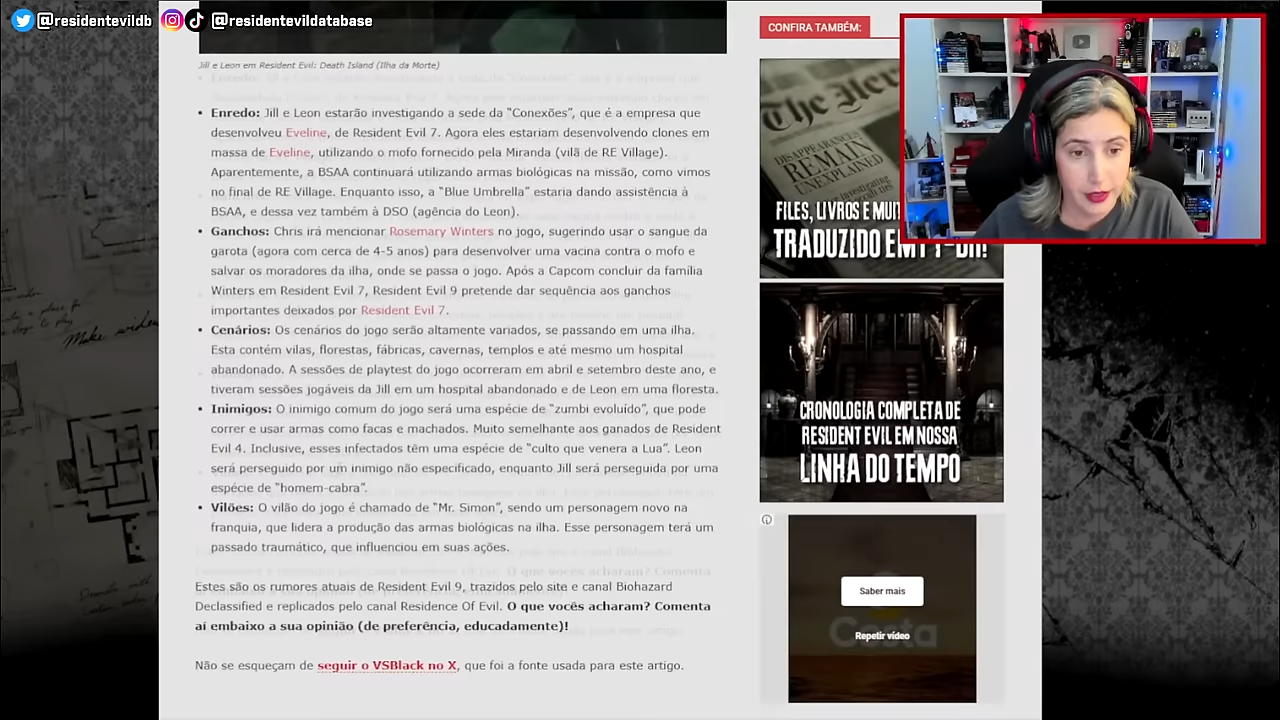 @residentevildb @residentevildatabase
Jill e Leon em Resident Evil: Death Island (Ilha da Morte)
• Enredo: Jill e Leon estarão investigando a sede da “Conexões”, que é a empresa que
desenvolveu Eveline, de Resident Evil 7. Agora eles estariam desenvolvendo clones em
massa de Eveline, utilizando o mofo fornecido pela Miranda (vilã de RE Village).
Aparentemente, a BSAA continuará utilizando armas biológicas na missão, como vimos
no final de RE Village. Enquanto isso, a “Blue Umbrella” estaria dando assistência à
BSAA, e dessa vez também à DSO (agência do Leon).
• Ganchos: Chris irá mencionar Rosemary Winters no jogo, sugerindo usar o sangue da
garota (agora com cerca de 4-5 anos) para desenvolver uma vacina contra o mofo e
salvar os moradores da ilha, onde se passa o jogo. Após a Capcom concluir da família
Winters em Resident Evil 7, Resident Evil 9 pretende dar sequência aos ganchos
importantes deixados por Resident Evil 7.
• Cenários: Os cenários do jogo serão altamente variados, se passando em uma ilha.
Esta contém vilas, florestas, fábricas, cavernas, templos e até mesmo um hospital
abandonado. A sessões de playtest do jogo ocorreram em abril e setembro deste ano, e
tiveram sessões jogáveis da Jill em um hospital abandonado e de Leon em uma floresta.
• Inimigos: O inimigo comum do jogo será uma espécie de “zumbi evoluído”, que pode
correr e usar armas como facas e machados. Muito semelhante aos ganados de Resident
Evil 4. Inclusive, esses infectados têm uma espécie de “culto que venera a Lua”. Leon
será perseguido por um inimigo não especificado, enquanto Jill será perseguida por uma
espécie de “homem-cabra”.
• Vilões: O vilão do jogo é chamado de “Mr. Simon”, sendo um personagem novo na
franquia, que lidera a produção das armas biológicas na ilha. Esse personagem terá um
passado traumático, que influenciou em suas ações.
Estes são os rumores atuais de Resident Evil 9, trazidos pelo site e canal Biohazard
Declassified e replicados pelo canal Residence Of Evil. O que vocês acharam? Comenta
aí embaixo a sua opinião (de preferência, educadamente)!
Não se esqueçam de seguir o VSBlack no X, que foi a fonte usada para este artigo.
CONFIRA TAMBÉM:
The
DISAPPEARANCES
REMAIN
UNEXPLAINED
FILES, LIVROS E
TRADUZIDO EM
CRONOLOGIA COMPLETA DE
RESIDENT EVIL EM NOSSA
LINHA DO TEMPO
Saber mais
Costa
Repetir vídeo